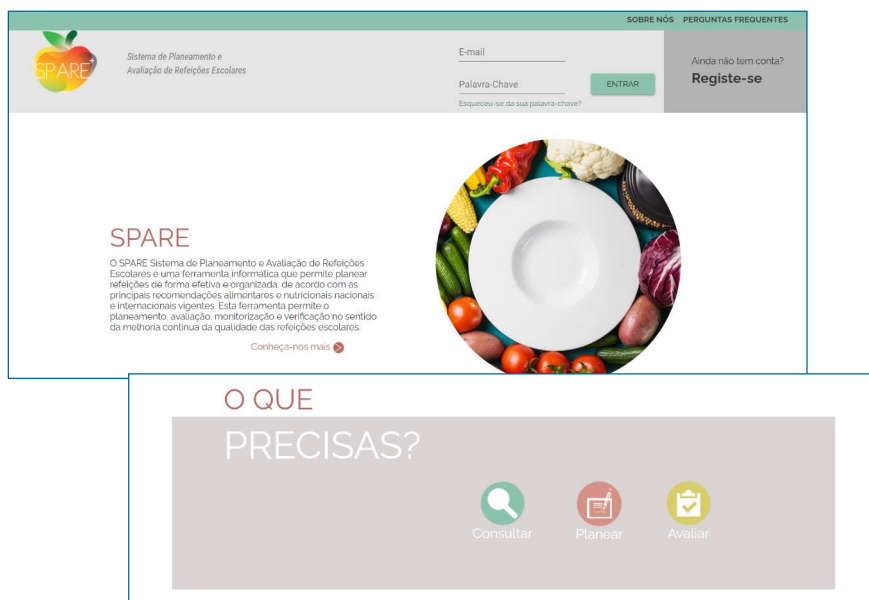 SOBRE NÓS PERGUNTAS FREQUENTES
SPARE+
Sistema de Planeamento e
Avaliação de Refeições Escolares
E-mail
Palavra-Chave
ENTRAR
Esqueceu-se da sua palavra-chave?
Ainda não tem conta?
Registe-se
SPARE
O SPARE Sistema de Planeamento e Avaliação de Refeições
Escolares é uma ferramenta informática que permite planear
refeições de forma efetiva e organizada, de acordo com as
principais recomendações alimentares e nutricionais nacionais
e internacionais vigentes. Esta ferramenta permite o
planeamento, avaliação, monitorização e verificação no sentido
da melhoria contínua da qualidade das refeições escolares.
Conheça-nos mais
O QUE
PRECISAS?
Consultar
Planear
Avaliar